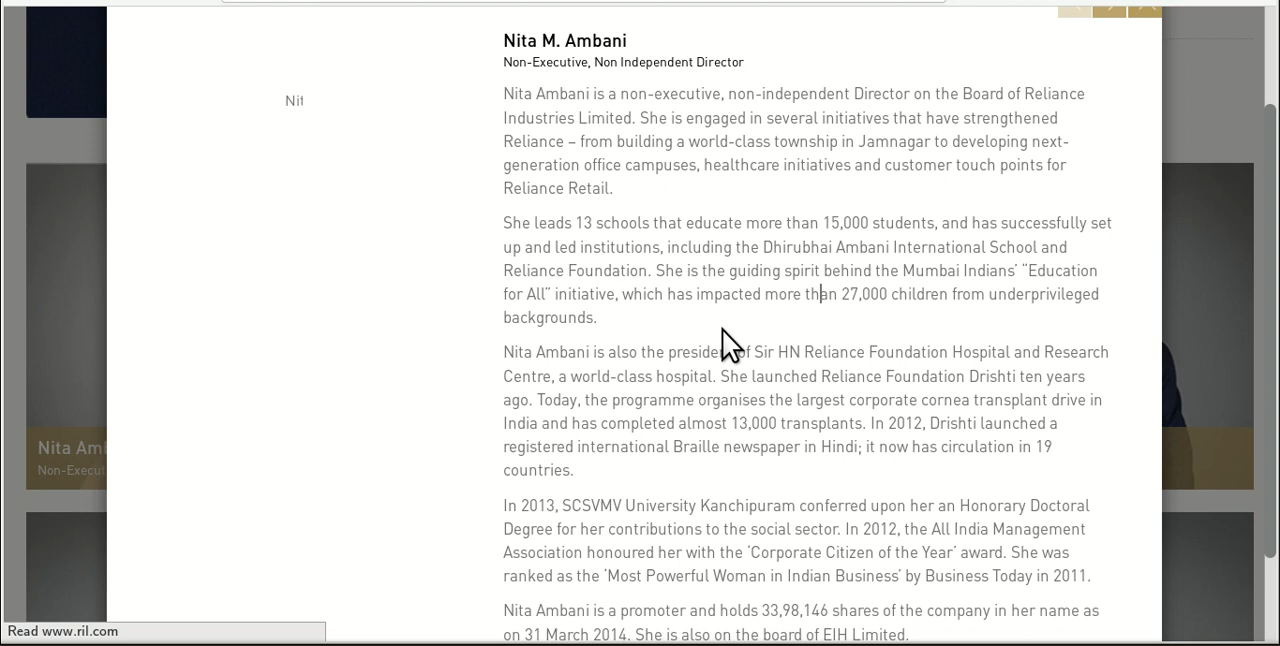 Nita M. Ambani
Non-Executive, Non Independent Director
Nit
Nita Ambani is a non-executive, non-independent Director on the Board of Reliance
Industries Limited. She is engaged in several initiatives that have strengthened
Reliance – from building a world-class township in Jamnagar to developing next-
generation office campuses, healthcare initiatives and customer touch points for
Reliance Retail.
She leads 13 schools that educate more than 15,000 students, and has successfully set
up and led institutions, including the Dhirubhai Ambani International School and
Reliance Foundation. She is the guiding spirit behind the Mumbai Indians’ “Education
for All” initiative, which has impacted more than 27,000 children from underprivileged
backgrounds.
Nita Ambani is also the president of Sir HN Reliance Foundation Hospital and Research
Centre, a world-class hospital. She launched Reliance Foundation Drishti ten years
ago. Today, the programme organises the largest corporate cornea transplant drive in
India and has completed almost 13,000 transplants. In 2012, Drishti launched a
registered international Braille newspaper in Hindi; it now has circulation in 19
countries.
In 2013, SCSVMV University Kanchipuram conferred upon her an Honorary Doctoral
Degree for her contributions to the social sector. In 2012, the All India Management
Association honoured her with the ‘Corporate Citizen of the Year’ award. She was
ranked as the ‘Most Powerful Woman in Indian Business’ by Business Today in 2011.
Nita Ambani is a promoter and holds 33,98,146 shares of the company in her name as
on 31 March 2014. She is also on the board of EIH Limited.
Nita Amb
Non-Execut
Read www.ril.com